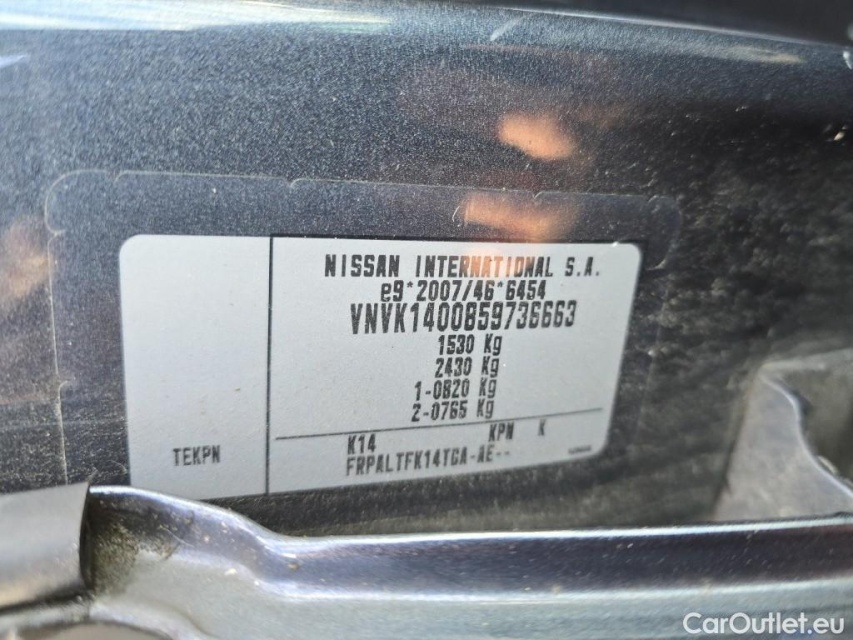 NISSAN INTERNATIONAL S.A.
e9*2007/46*6454
VNVK1400859736663
1530 Kg
2430 Kg
1-0820 Kg
2-0765 Kg
TEKPN
K14 KPN K
FRPALTFK14TGA-AE--
CarOutlet.eu